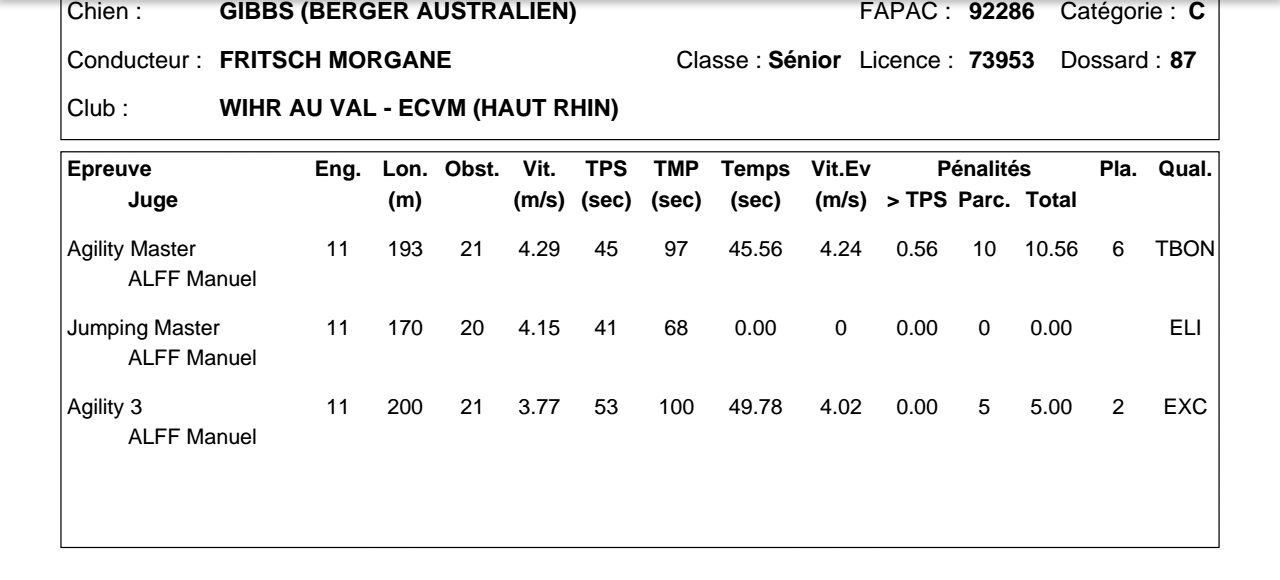 Chien : GIBBS (BERGER AUSTRALIEN) FAPAC : 92286 Catégorie : C
Conducteur : FRITSCH MORGANE Classe : Sénior Licence : 73953 Dossard : 87
Club : WIHR AU VAL - ECVM (HAUT RHIN)
Epreuve Eng. Lon. Obst. Vit. TPS TMP Temps Vit.Ev Pénalités Pla. Qual.
Juge (m) (m/s) (sec) (sec) (sec) (m/s) > TPS Parc. Total
Agility Master 11 193 21 4.29 45 97 45.56 4.24 0.56 10 10.56 6 TBON
ALFF Manuel
Jumping Master 11 170 20 4.15 41 68 0.00 0 0.00 0 0.00 ELI
ALFF Manuel
Agility 3 11 200 21 3.77 53 100 49.78 4.02 0.00 5 5.00 2 EXC
ALFF Manuel